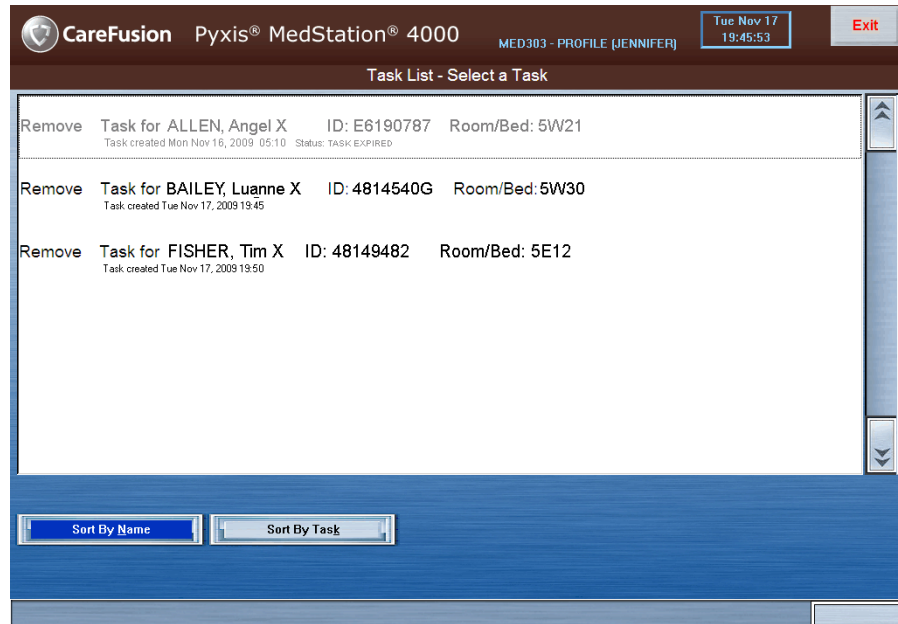 CareFusion Pyxis® MedStation® 4000
MED303 - PROFILE (JENNIFER)
Tue Nov 17
19:45:53
Exit
Task List - Select a Task
Remove Task for ALLEN, Angel X ID: E6190787 Room/Bed: 5W21
Task created Mon Nov 16, 2009 05:10 Status: TASK EXPIRED
Remove Task for BAILEY, Luanne X ID: 4814540G Room/Bed: 5W30
Task created Tue Nov 17, 2009 19:45
Remove Task for FISHER, Tim X ID: 48149482 Room/Bed: 5E12
Task created Tue Nov 17, 2009 19:50
Sort By Name
Sort By Task